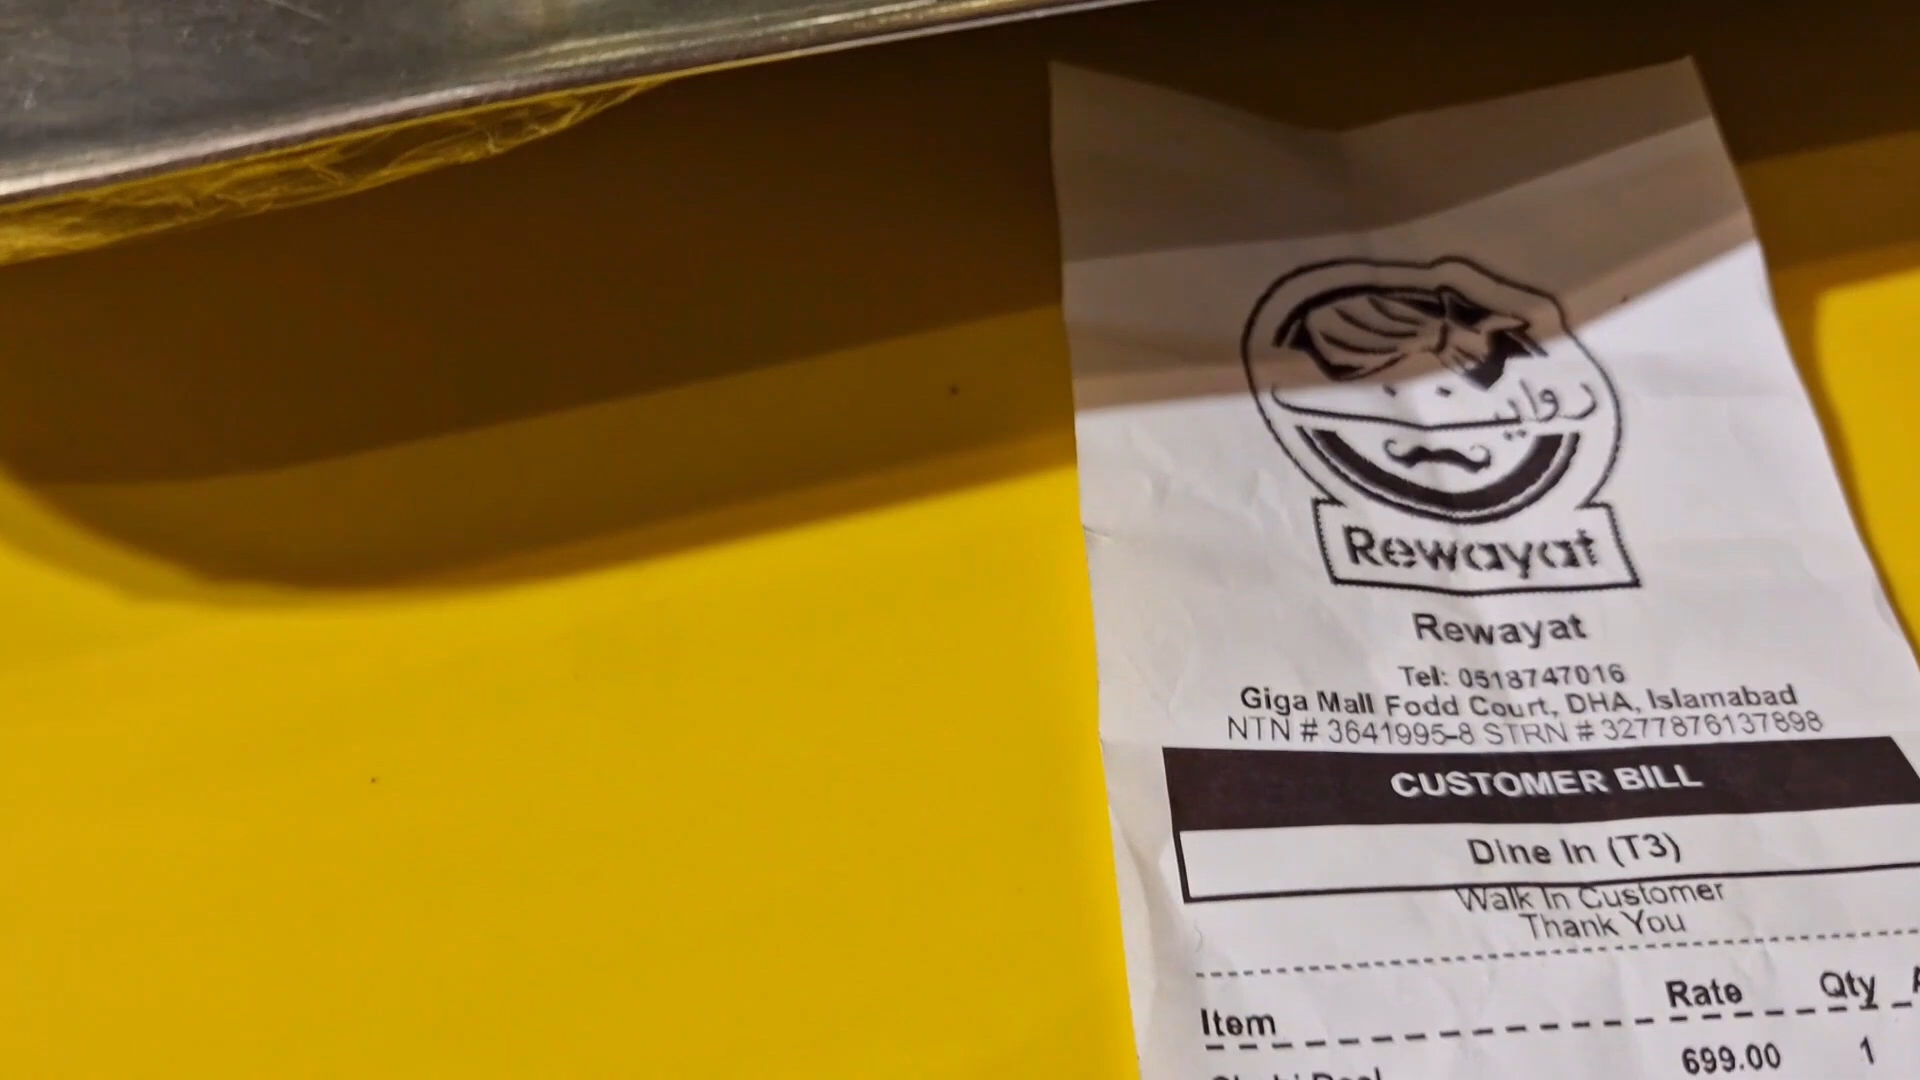 روایت
Rewayat
Rewayat
Tel: 0518747016
Giga Mall Fodd Court, DHA, Islamabad
NTN # 3641995-8 STRN # 3277876137898
CUSTOMER BILL
Dine In (T3)
Walk In Customer
Thank You
Item Rate Qty
699.00 1